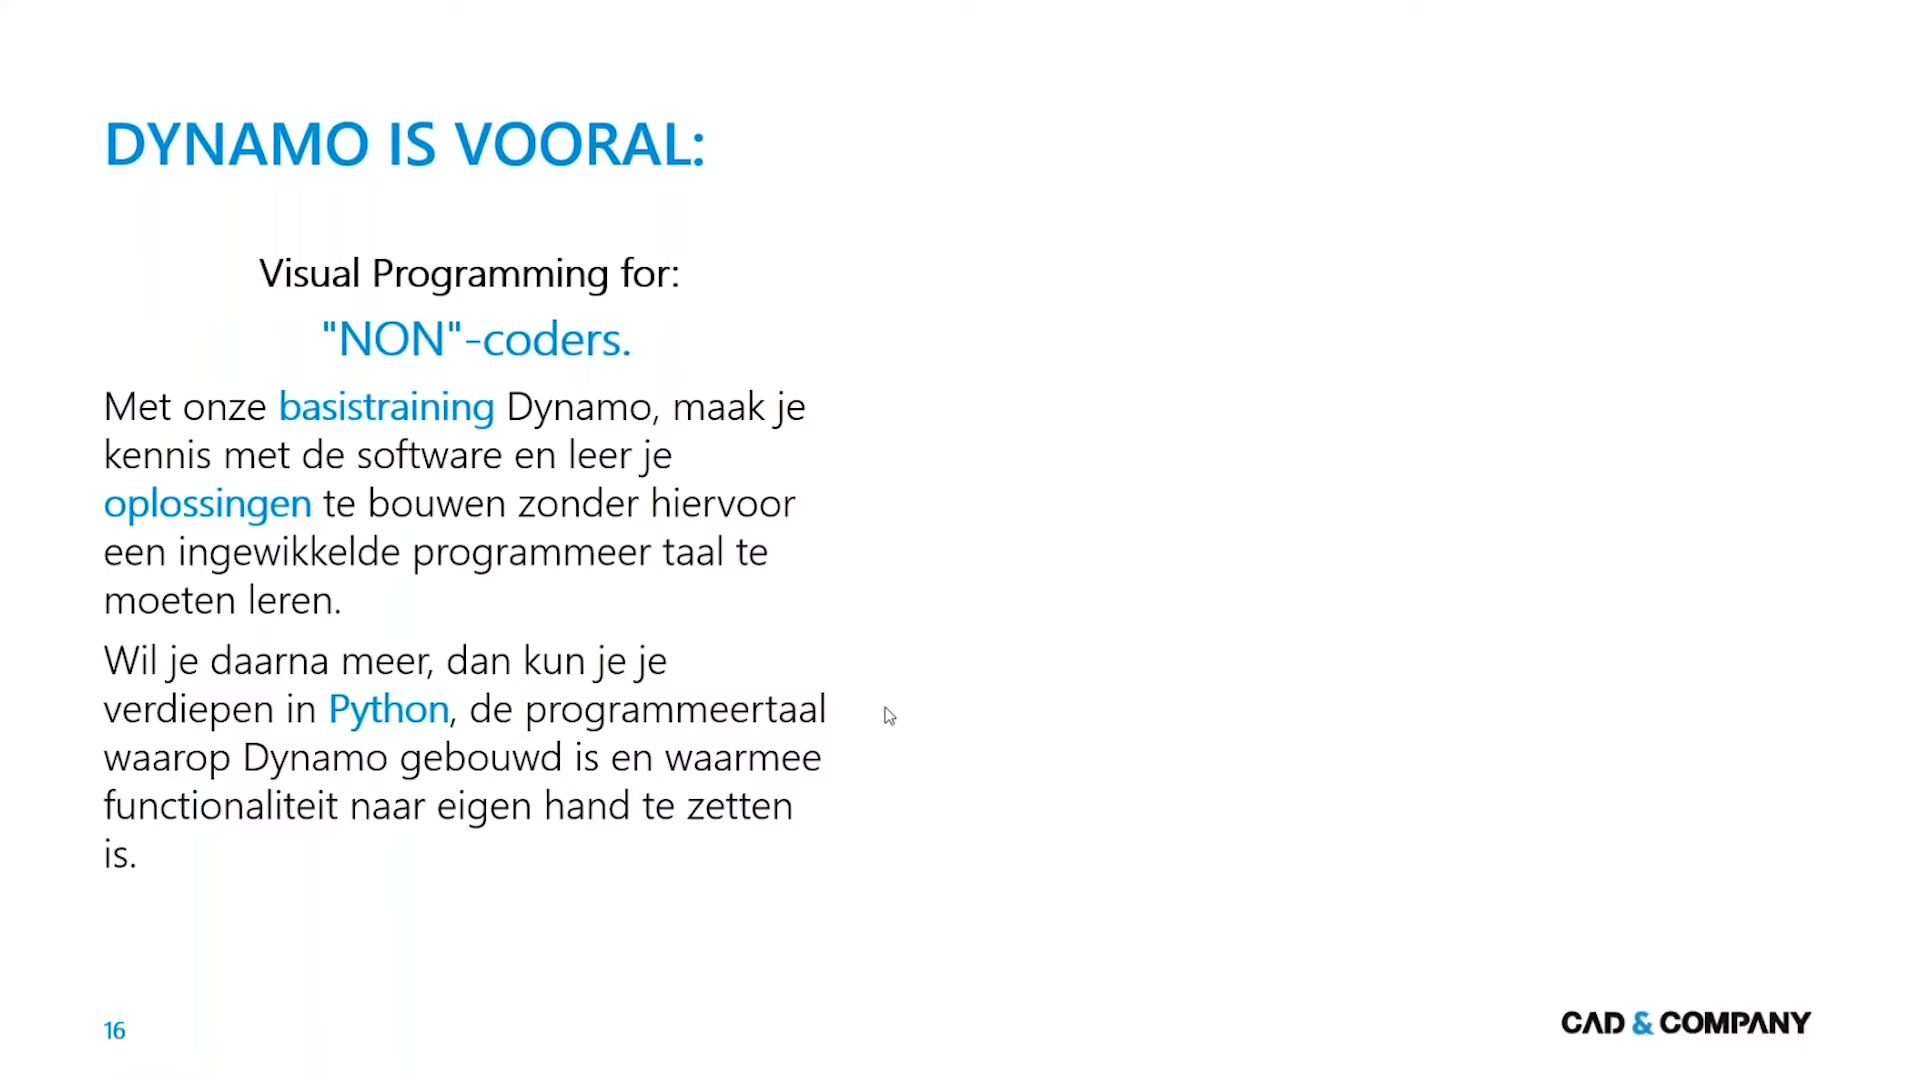 DYNAMO IS VOORAL:
Visual Programming for:
"NON"-coders.
Met onze basistraining Dynamo, maak je
kennis met de software en leer je
oplossingen te bouwen zonder hiervoor
een ingewikkelde programmeer taal te
moeten leren.
Wil je daarna meer, dan kun je je
verdiepen in Python, de programmeertaal
waarop Dynamo gebouwd is en waarmee
functionaliteit naar eigen hand te zetten
is.
16
CAD & COMPANY